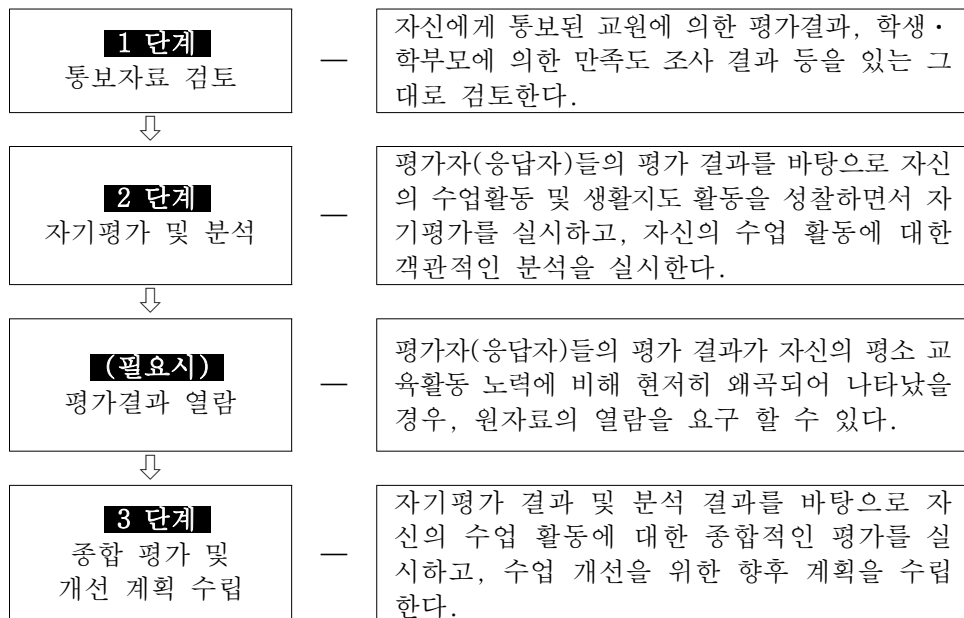 1 단계
통보자료 검토
—
자신에게 통보된 교원에 의한 평가결과, 학생·
학부모에 의한 만족도 조사 결과 등을 있는 그
대로 검토한다.
⇩
2 단계
자기평가 및 분석
—
평가자(응답자)들의 평가 결과를 바탕으로 자신
의 수업활동 및 생활지도 활동을 성찰하면서 자
기평가를 실시하고, 자신의 수업 활동에 대한
객관적인 분석을 실시한다.
⇩
(필요시)
평가결과 열람
—
평가자(응답자)들의 평가 결과가 자신의 평소 교
육활동 노력에 비해 현저히 왜곡되어 나타났을
경우, 원자료의 열람을 요구 할 수 있다.
⇩
3 단계
종합 평가 및
개선 계획 수립
—
자기평가 결과 및 분석 결과를 바탕으로 자
신의 수업 활동에 대한 종합적인 평가를 실
시하고, 수업 개선을 위한 향후 계획을 수립
한다.